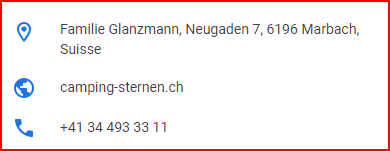 Familie Glanzmann, Neugaden 7, 6196 Marbach,
Suisse
camping-sternen.ch
+41 34 493 33 11